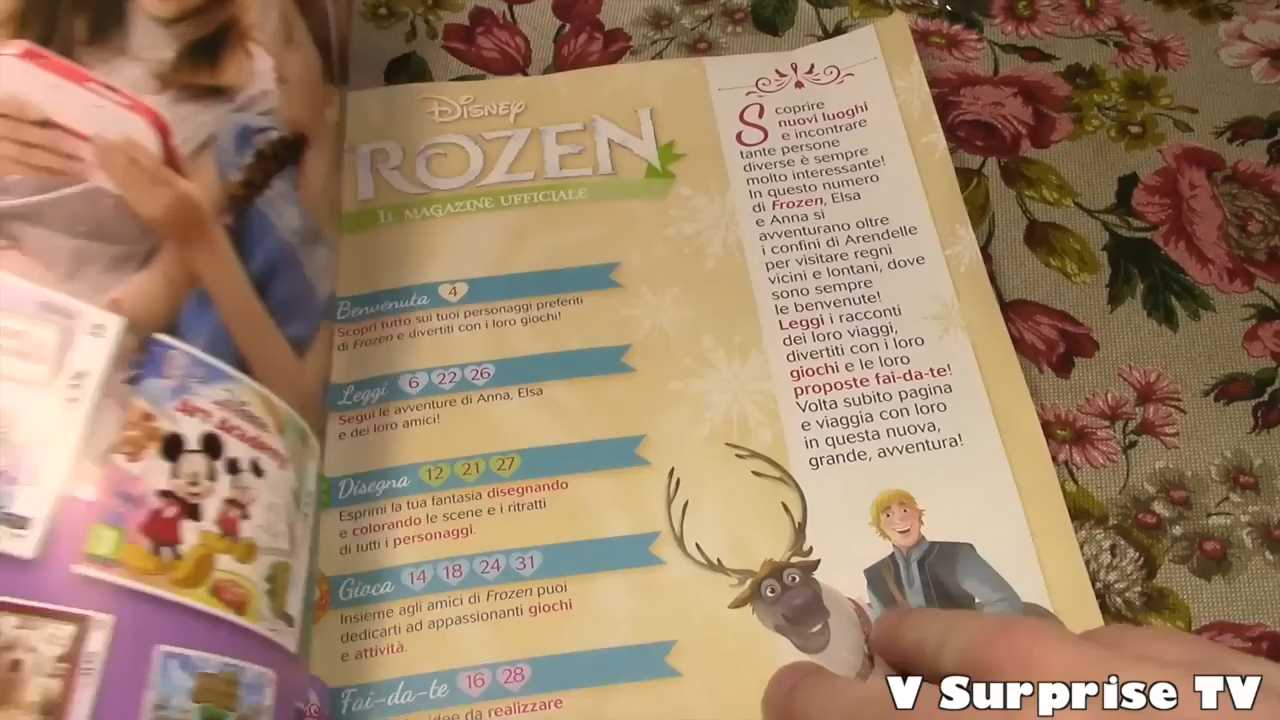 Disney
ROZEN
IL MAGAZINE UFFICIALE
Benvenuta 4
Scopri tutto sui tuoi personaggi preferiti
di Frozen e divertiti con i loro giochi!
Leggi 6 22 26
Segui le avventure di Anna, Elsa
e dei loro amici!
Disegna 12 21 27
Esprimi la tua fantasia disegnando
e colorando le scene e i ritratti
di tutti i personaggi.
Gioca 14 18 24 31
Insieme agli amici di Frozen puoi
dedicarti ad appassionanti giochi
e attività.
Fai-da-te 16 28
idee da realizzare
Scoprire
nuovi luoghi
e incontrare
tante persone
diverse è sempre
molto interessante!
In questo numero
di Frozen, Elsa
e Anna si
avventurano oltre
i confini di Arendelle
per visitare regni
vicini e lontani, dove
sono sempre
le benvenute!
Leggi i racconti
dei loro viaggi,
divertiti con i loro
giochi e le loro
proposte fai-da-te!
Volta subito pagina
e viaggia con loro
in questa nuova,
grande, avventura!
V Surprise TV